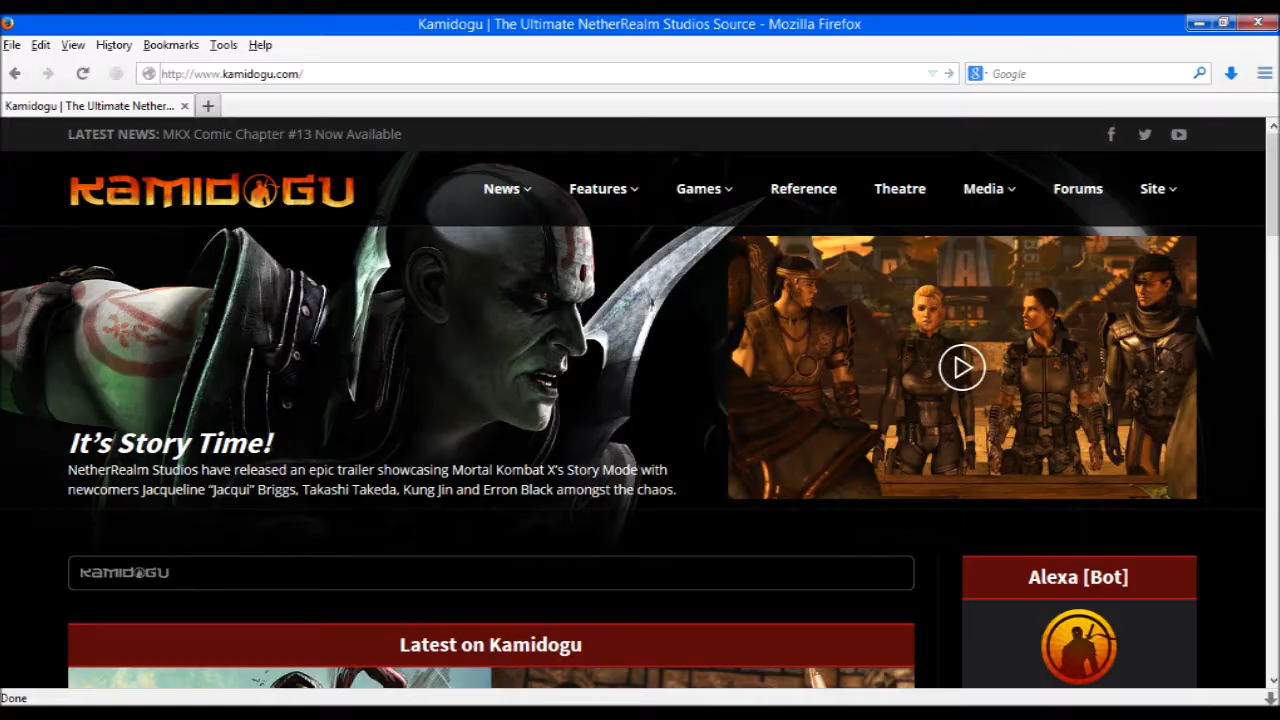 Kamidogu | The Ultimate NetherRealm Studios Source - Mozilla Firefox
File Edit View History Bookmarks Tools Help
http://www.kamidogu.com/
Google
Kamidogu | The Ultimate Nether...
LATEST NEWS: MKX Comic Chapter #13 Now Available
KAMIDOGU
News Features Games Reference Theatre Media Forums Site
It's Story Time!
NetherRealm Studios have released an epic trailer showcasing Mortal Kombat X's Story Mode with
newcomers Jacqueline “Jacqui” Briggs, Takashi Takeda, Kung Jin and Erron Black amongst the chaos.
KAMIDOGU
Alexa [Bot]
Latest on Kamidogu
Done